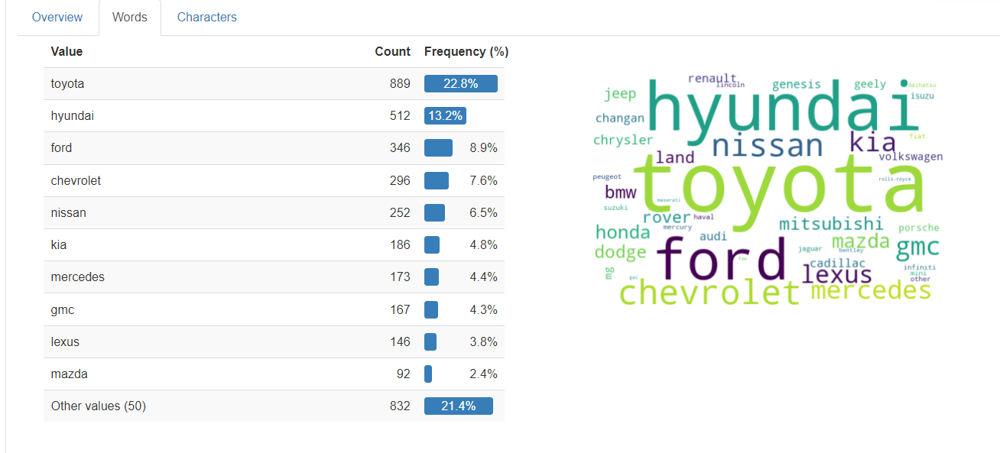 Overview Words Characters
Value Count Frequency (%)
toyota 889 22.8%
hyundai 512 13.2%
ford 346 8.9%
chevrolet 296 7.6%
nissan 252 6.5%
kia 186 4.8%
mercedes 173 4.4%
gmc 167 4.3%
lexus 146 3.8%
mazda 92 2.4%
Other values (50) 832 21.4%
renault
lincoln
genesis
geely
daihatsu
jeep
hyundai
isuzu
changan
chrysler
nissan
kia
fiat
land
volkswagen
toyota
peugeot
rolls-royce
bmw
maserati
suzuki
rover
haval
mercury
mitsubishi
porsche
honda
audi
mazda
gmc
dodge
ford
jaguar
bentley
faw
cadillac
lexus
infiniti
mini
other
mg
gac
chevrolet
mercedes